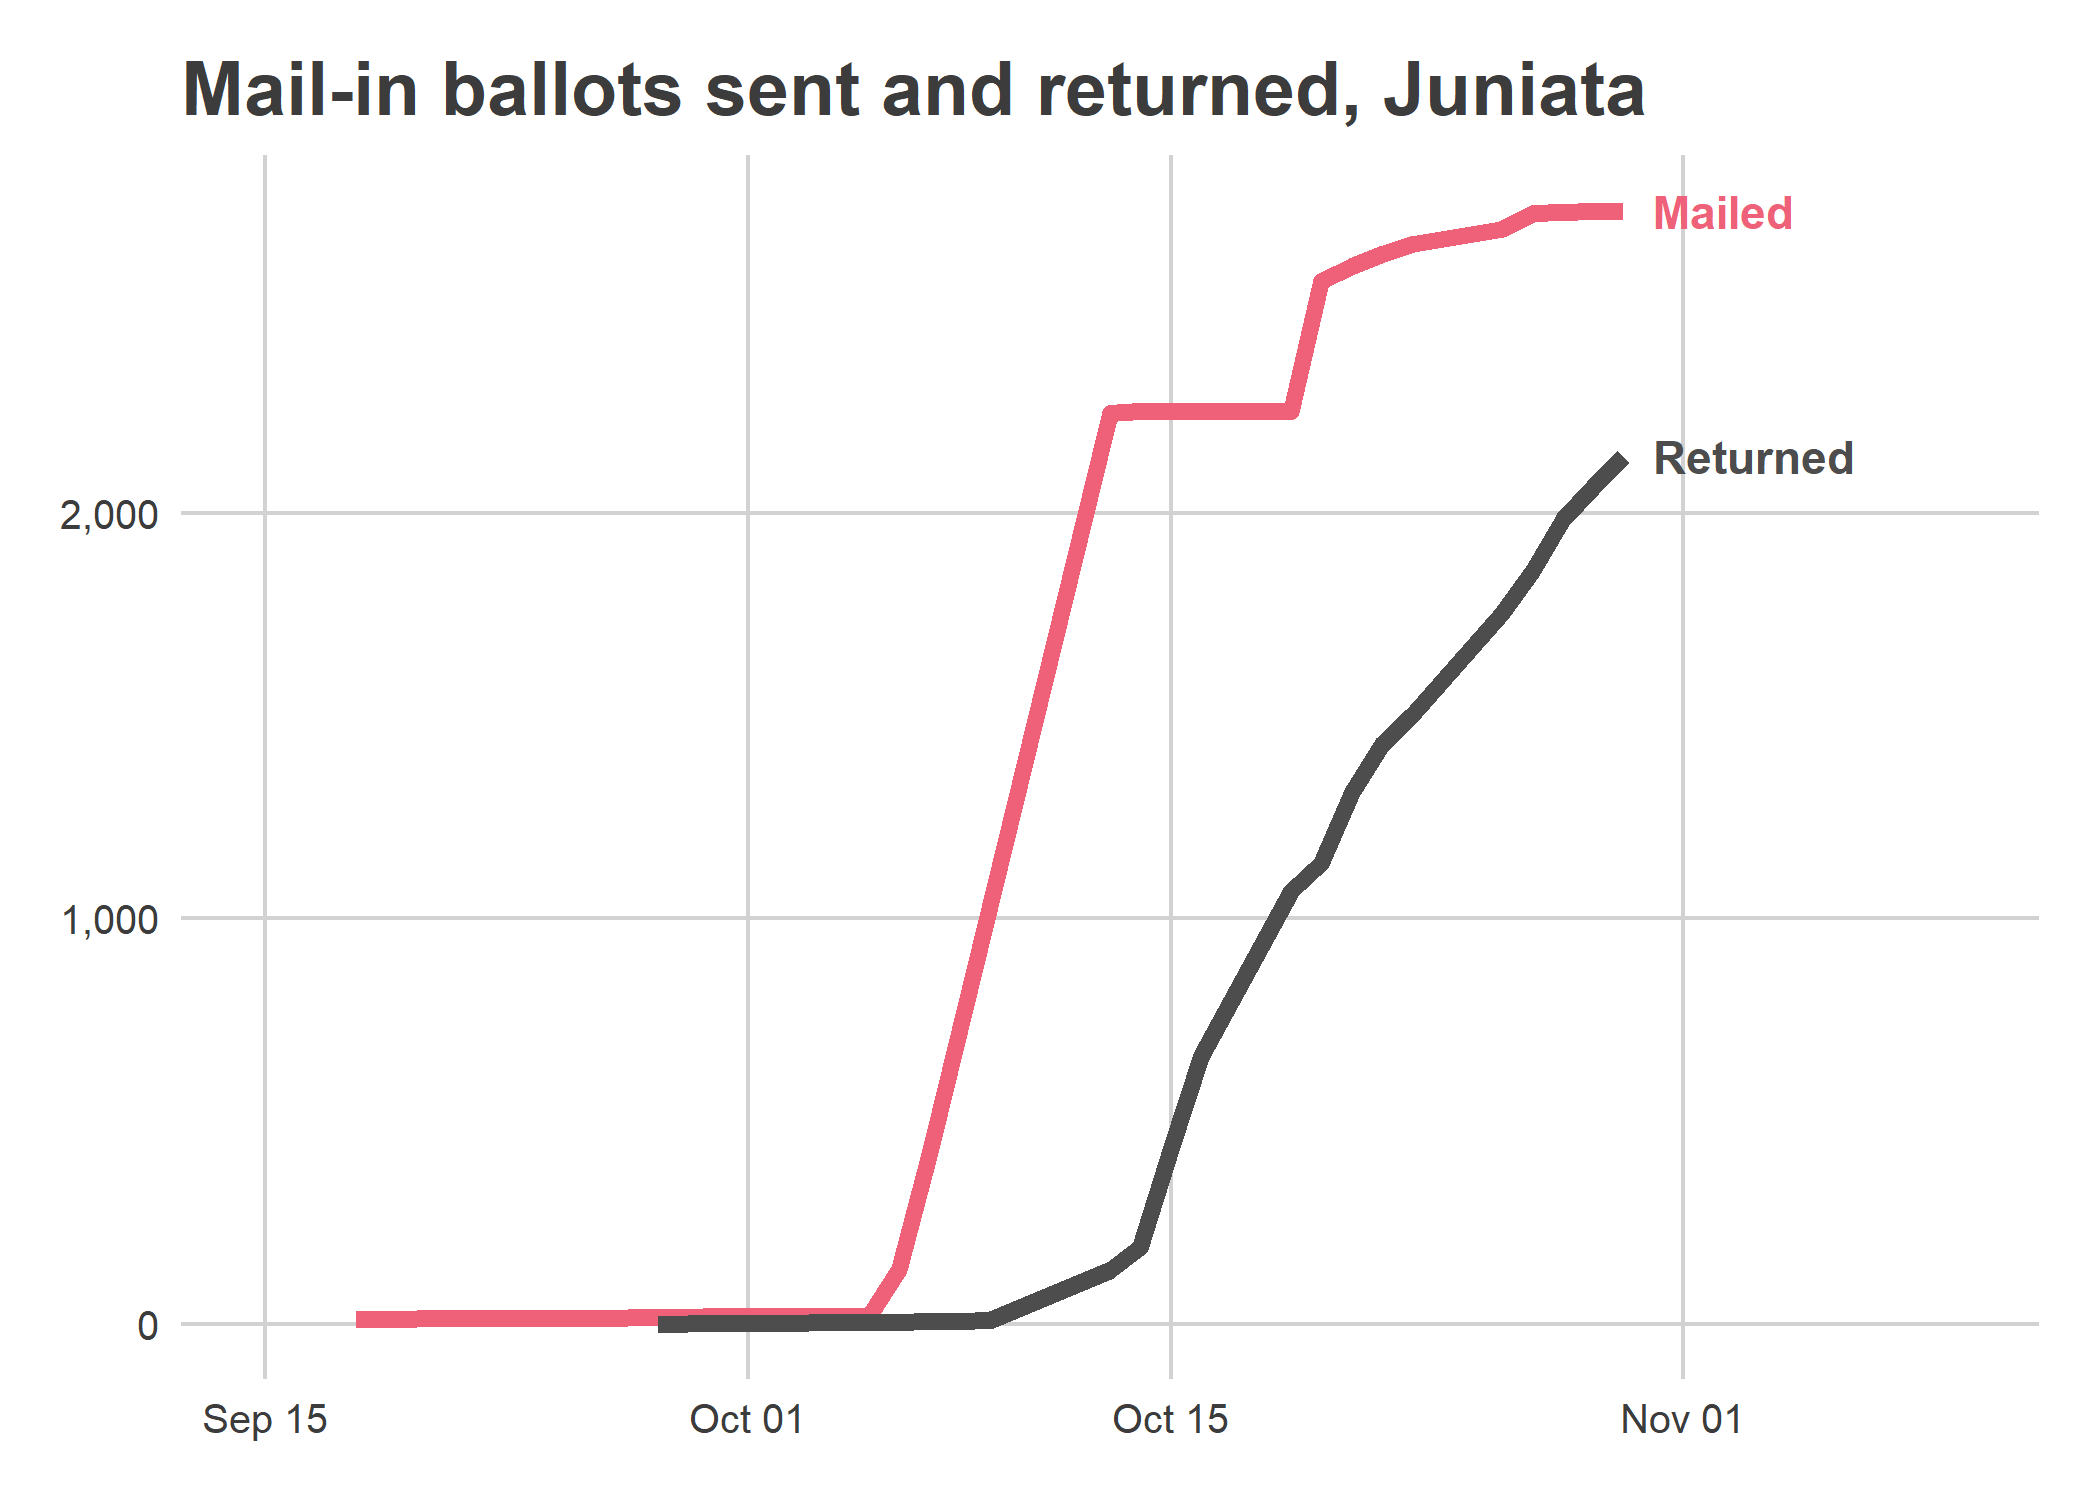 Mail-in ballots sent and returned, Juniata
Mailed
Returned
2,000
1,000
0
Sep 15
Oct 01
Oct 15
Nov 01